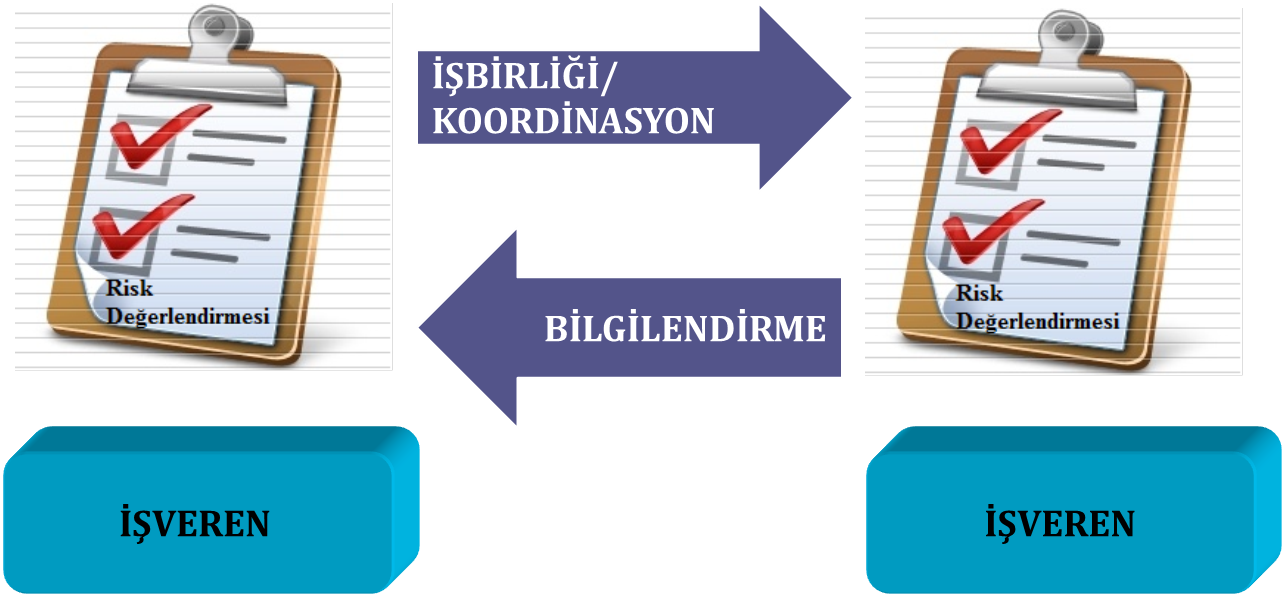 İŞBİRLİĞİ/
KOORDİNASYON
BİLGİLENDİRME
Risk
Değerlendirmesi
Risk
Değerlendirmesi
İŞVEREN
İŞVEREN